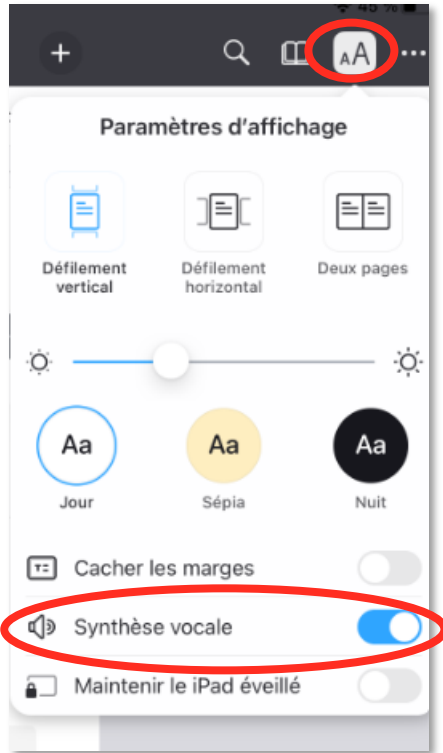 45 %
AA
Paramètres d'affichage
Défilement vertical
Défilement horizontal
Deux pages
Aa
Aa
Aa
Jour
Sépia
Nuit
Cacher les marges
Synthèse vocale
Maintenir le iPad éveillé